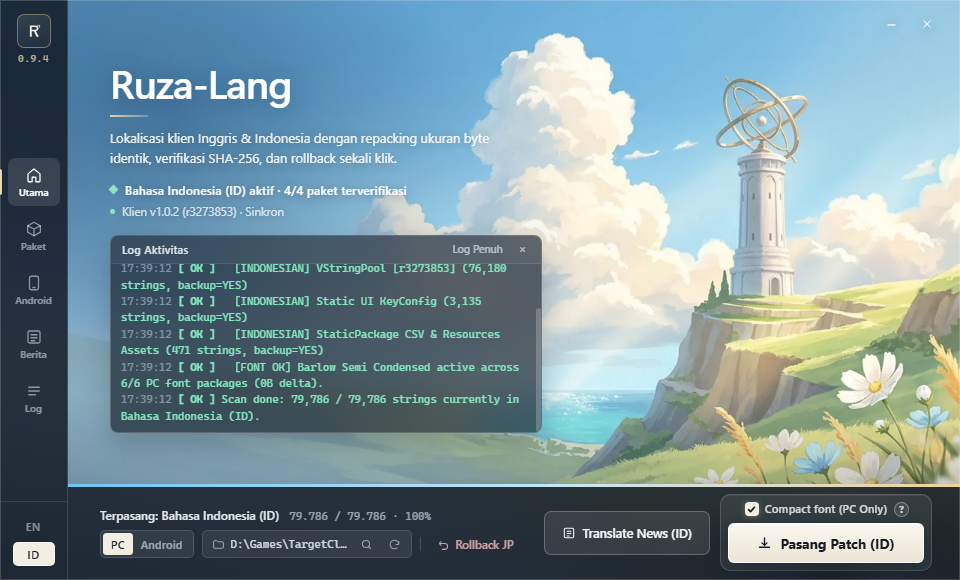 R
0.9.4
Utama
Paket
Android
Berita
Log
EN
ID
Ruza-Lang
Lokalisasi klien Inggris & Indonesia dengan repacking ukuran byte
identik, verifikasi SHA-256, dan rollback sekali klik.
Bahasa Indonesia (ID) aktif · 4/4 paket terverifikasi
Klien v1.0.2 (r3273853) · Sinkron
Log Aktivitas
Log Penuh
×
17:39:12 [ OK ] [INDONESIAN] VStringPool [r3273853] (76,180
strings, backup=YES)
17:39:12 [ OK ] [INDONESIAN] Static UI KeyConfig (3,135
strings, backup=YES)
17:39:12 [ OK ] [INDONESIAN] StaticPackage CSV & Resources
Assets (471 strings, backup=YES)
17:39:12 [ OK ] [FONT OK] Barlow Semi Condensed active across
6/6 PC font packages (0B delta).
17:39:12 [ OK ] Scan done: 79,786 / 79,786 strings currently in
Bahasa Indonesia (ID).
Terpasang: Bahasa Indonesia (ID) 79.786 / 79.786 · 100%
PC
Android
D:\Games\TargetCl…
Rollback JP
Translate News (ID)
Compact font (PC Only) ?
Pasang Patch (ID)